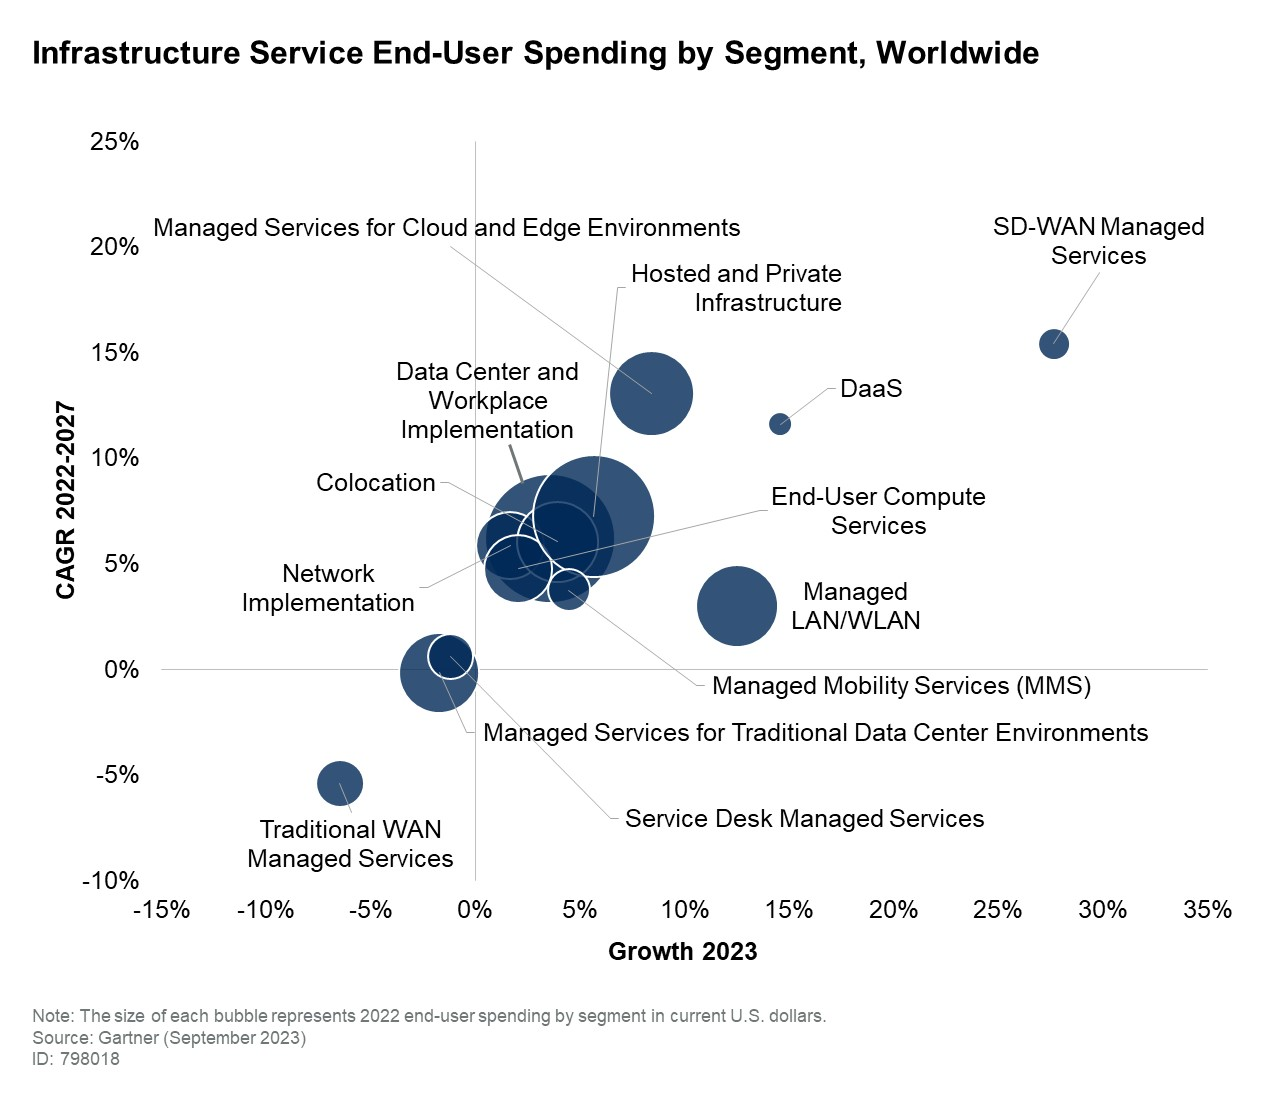 Infrastructure Service End-User Spending by Segment, Worldwide
25%
20%
15%
10%
5%
0%
-5%
-10%
CAGR 2022-2027
Managed Services for Cloud and Edge Environments
SD-WAN Managed
Services
Hosted and Private
Infrastructure
Data Center and
Workplace
Implementation
DaaS
Colocation
End-User Compute
Services
Network
Implementation
Managed
LAN/WLAN
Managed Mobility Services (MMS)
Managed Services for Traditional Data Center Environments
Service Desk Managed Services
Traditional WAN
Managed Services
-15% -10% -5% 0% 5% 10% 15% 20% 25% 30% 35%
Growth 2023
Note: The size of each bubble represents 2022 end-user spending by segment in current U.S. dollars.
Source: Gartner (September 2023)
ID: 798018